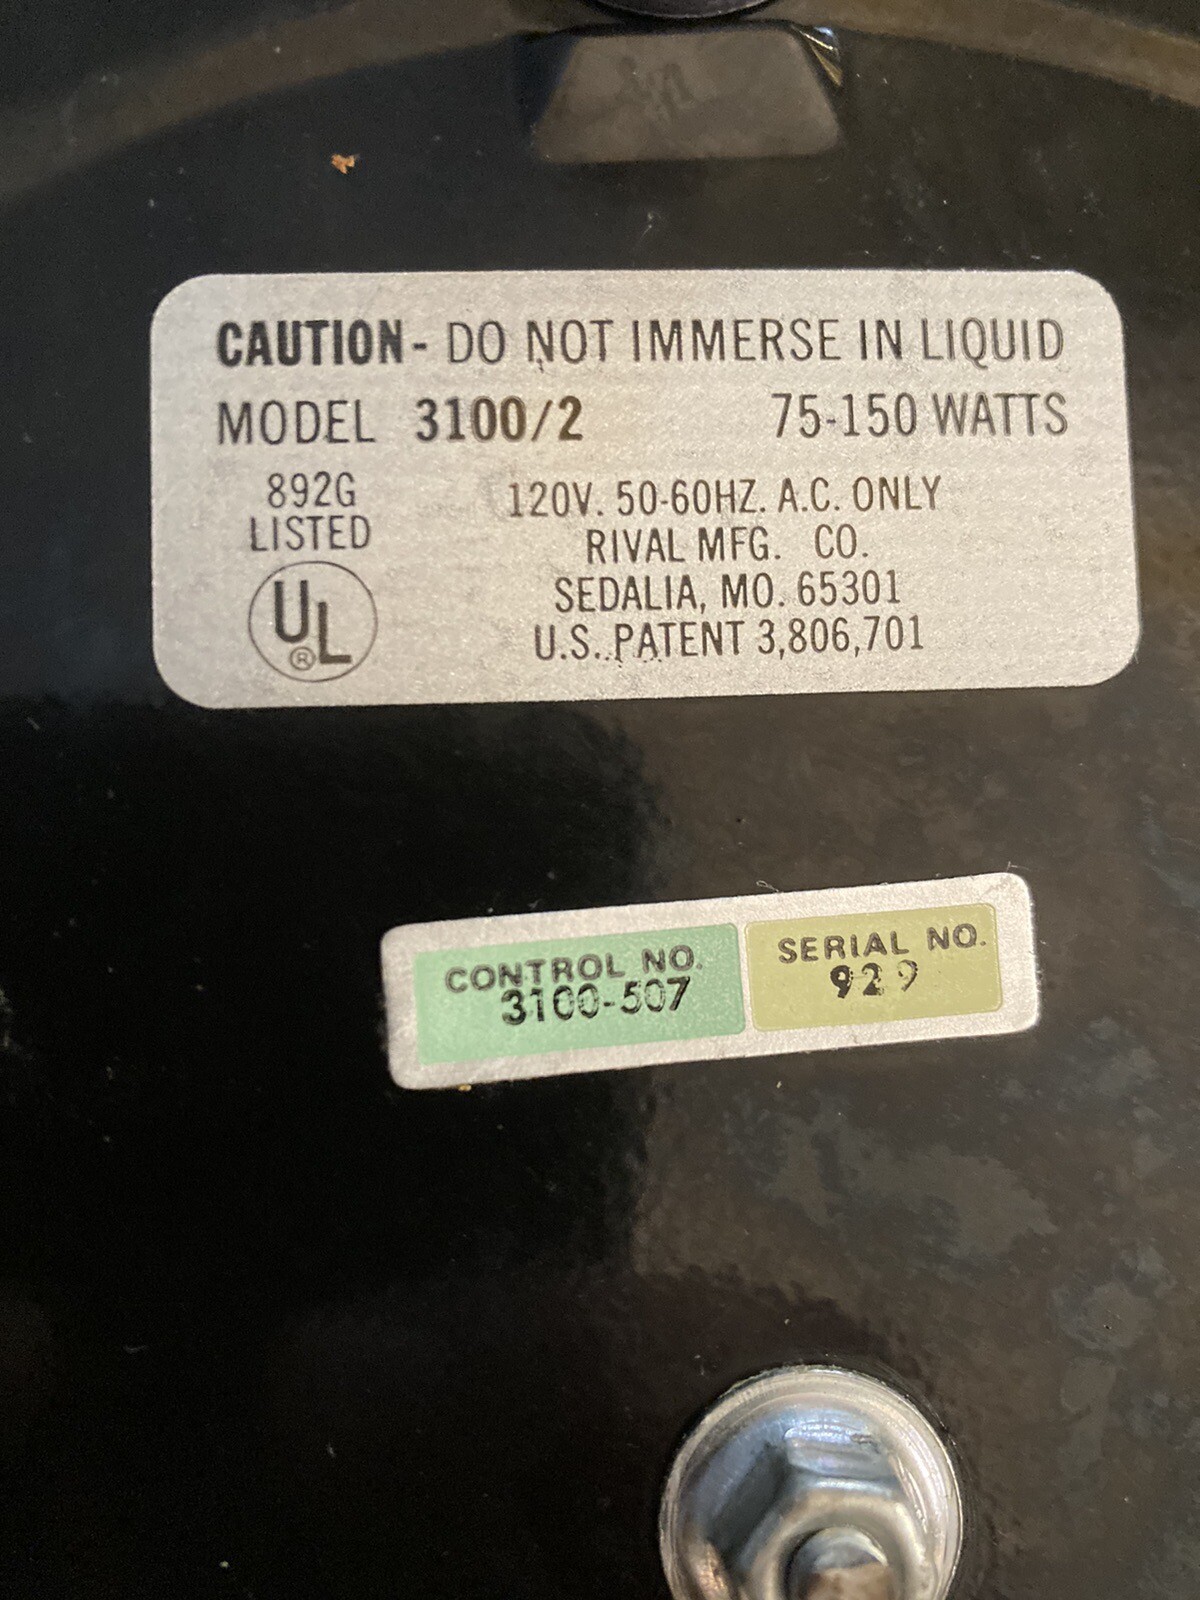 CAUTION - DO NOT IMMERSE IN LIQUID
MODEL 3100/2 75-150 WATTS
892G
LISTED
UL®
120V. 50-60HZ. A.C. ONLY
RIVAL MFG. CO.
SEDALIA, MO. 65301
U.S. PATENT 3,806,701
CONTROL NO.
3100-507
SERIAL NO.
929